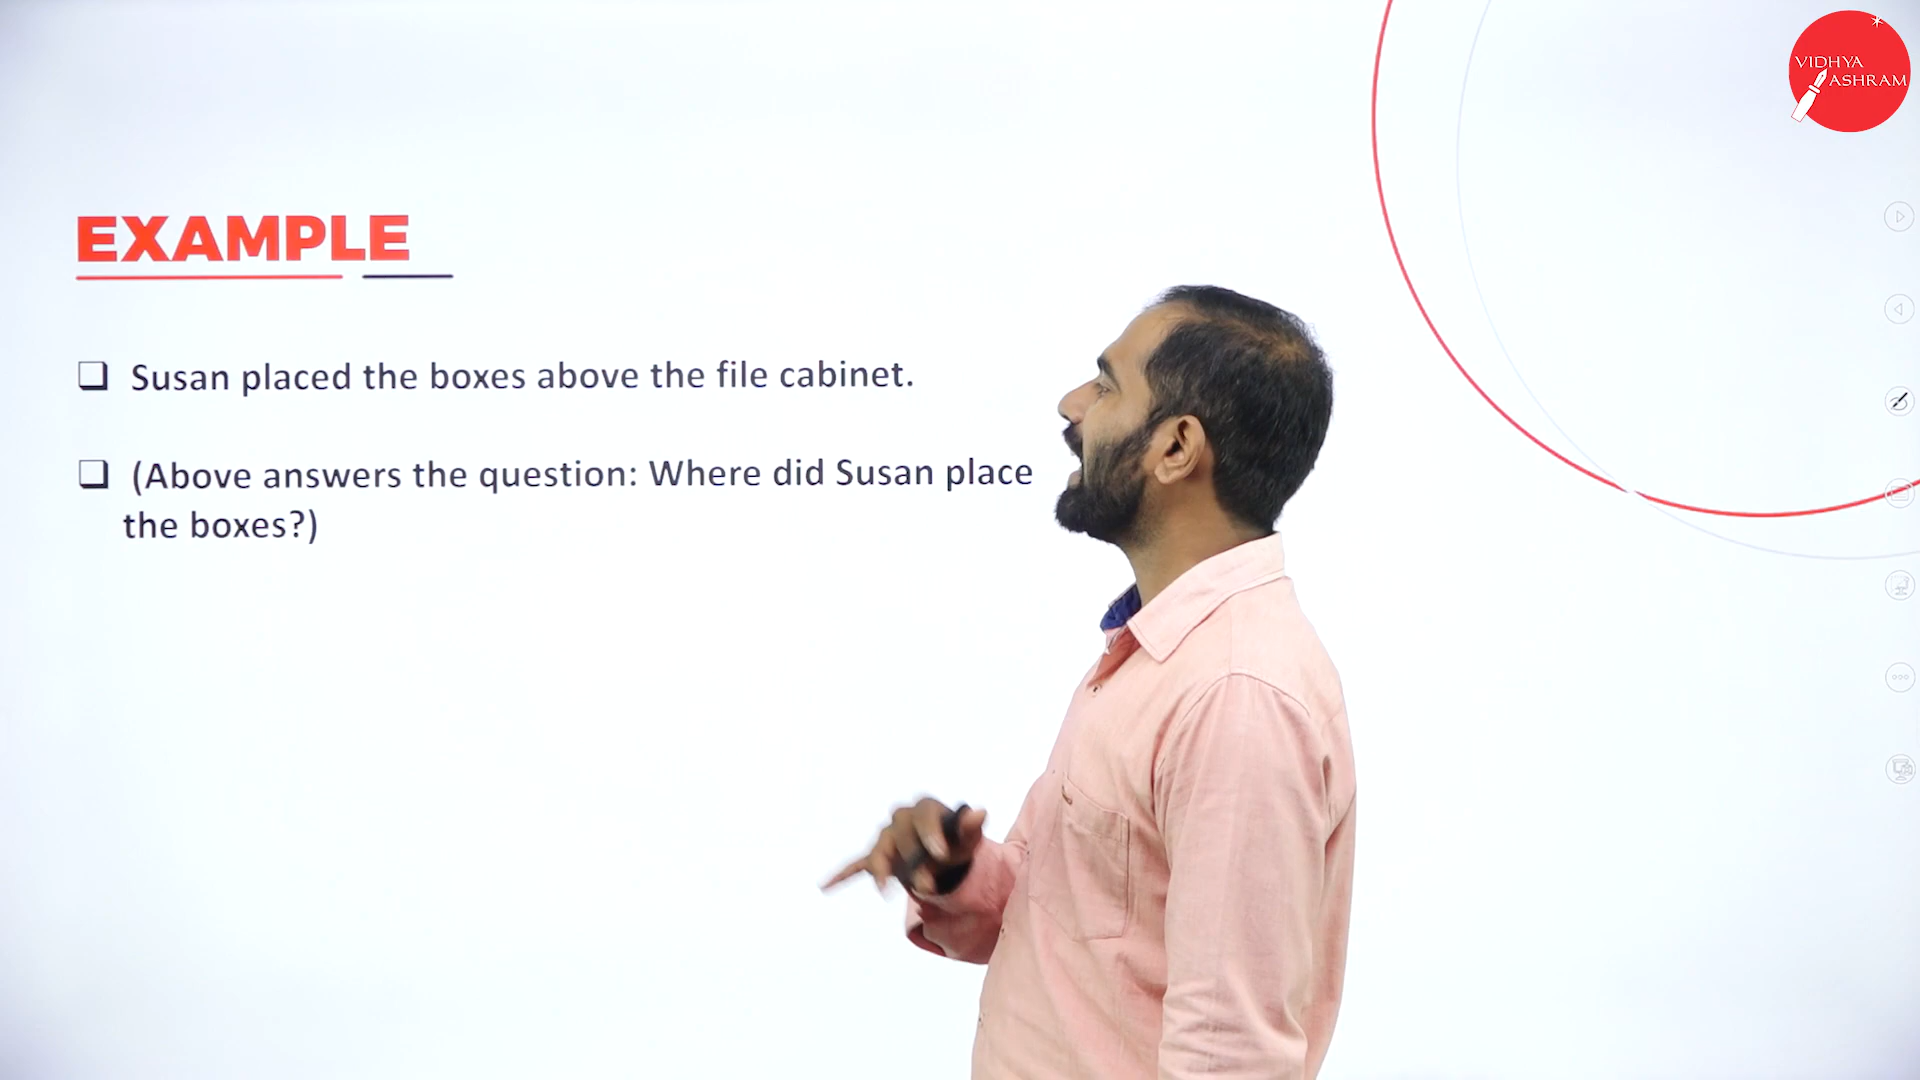 VIDHYA
ASHRAM
EXAMPLE
❑ Susan placed the boxes above the file cabinet.
❑ (Above answers the question: Where did Susan place
the boxes?)